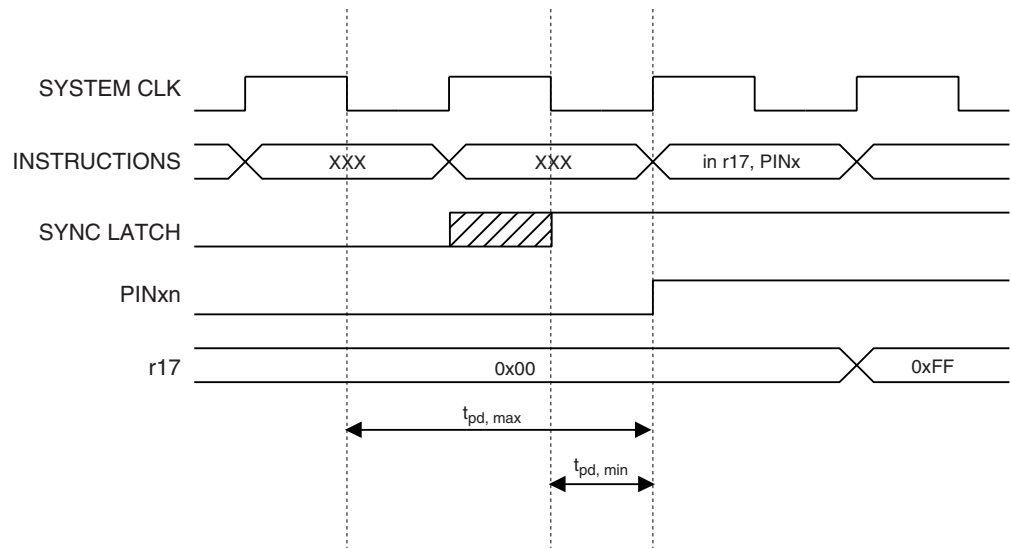 SYSTEM CLK
INSTRUCTIONS XXX XXX in r17, PINx
SYNC LATCH
PINxn
r17 0x00 0xFF
tpd, max
tpd, min